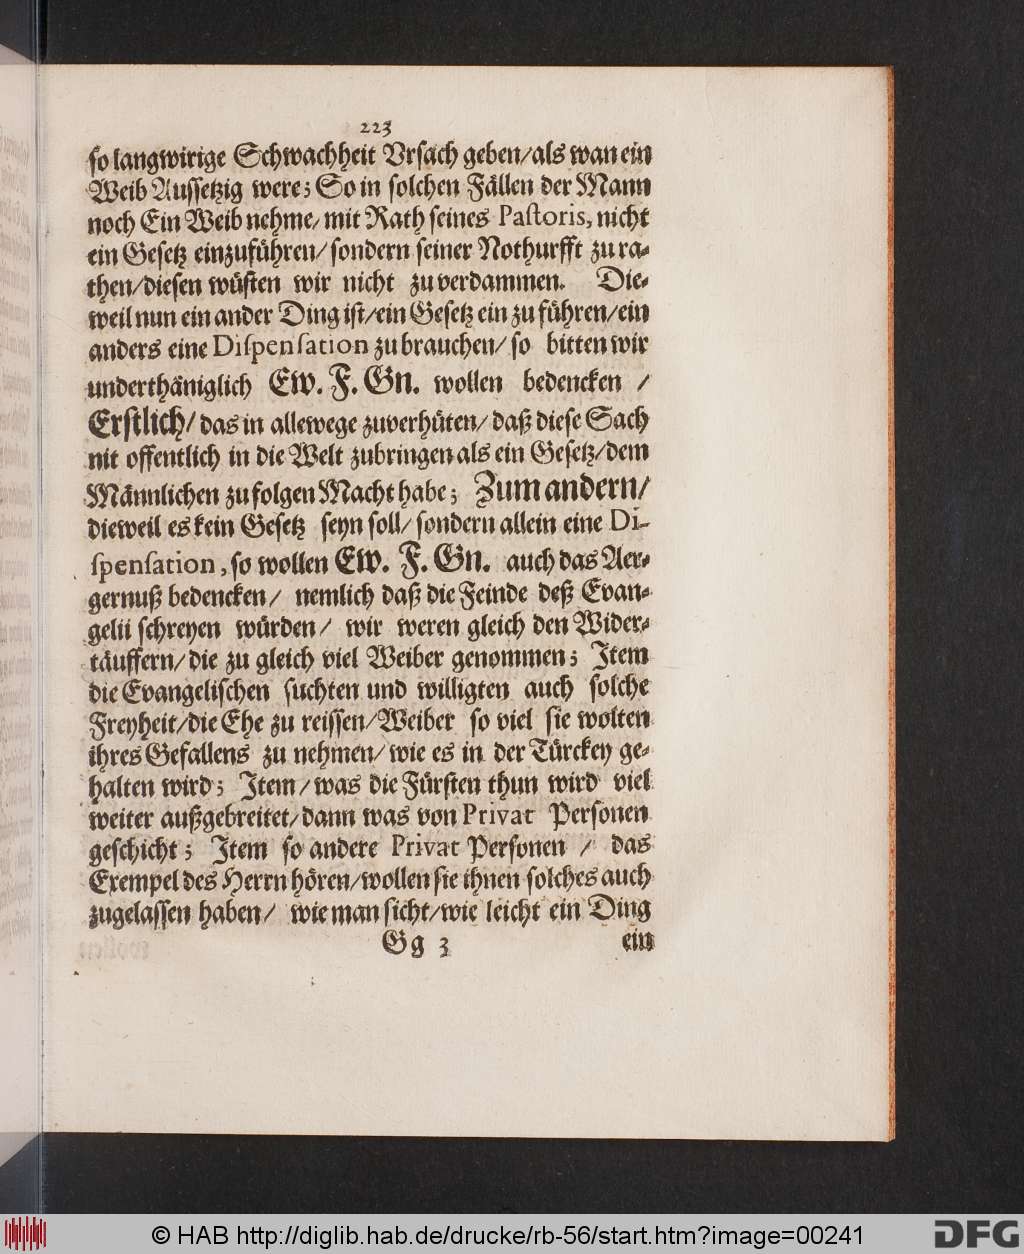 223
so langwirige Schwachheit Ursach geben/als wan ein
Weib Aussetzig were; So in solchen Fällen der Mann
noch Ein Weib nehme/mit Rath seines Pastoris, nicht
ein Gesetz einzuführen/sondern seiner Nothurfft zu ra-
then/diesen wüsten wir nicht zuverdammen. Die-
weil nun ein ander Ding ist/ein Gesetz ein zu führen/ein
anders eine Dispensation zubrauchen/so bitten wir
underthäniglich Ew. F. Gn. wollen bedencken /
Erstlich/das in allewege zuverhüten/daß diese Sach
nit offentlich in die Welt zubringen als ein Gesetz/dem
Männlichen zufolgen Macht habe; Zum andern/
dieweil es kein Gesetz seyn soll/sondern allein eine Di-
spensation, so wollen Ew. F. Gn. auch das Aer-
gernuß bedencken/ nemlich daß die Feinde deß Evan-
gelii schreyen würden/ wir weren gleich den Wider-
täuffern/die zu gleich viel Weiber genommen; Item
die Evangelischen suchten und willigten auch solche
Freyheit/die Ehe zu reissen/Weiber so viel sie wolten
ihres Gefallens zu nehmen/wie es in der Türckey ge-
halten wird; Item/was die Fürsten thun wird viel
weiter außgebreitet/dann was von Privat Personen
geschicht; Item so andere Privat Personen / das
Exempel des Herrn hören/wollen sie ihnen solches auch
zugelassen haben/ wie man sicht/wie leicht ein Ding
Gg 3 ein
© HAB http://diglib.hab.de/drucke/rb-56/start.htm?image=00241
DFG